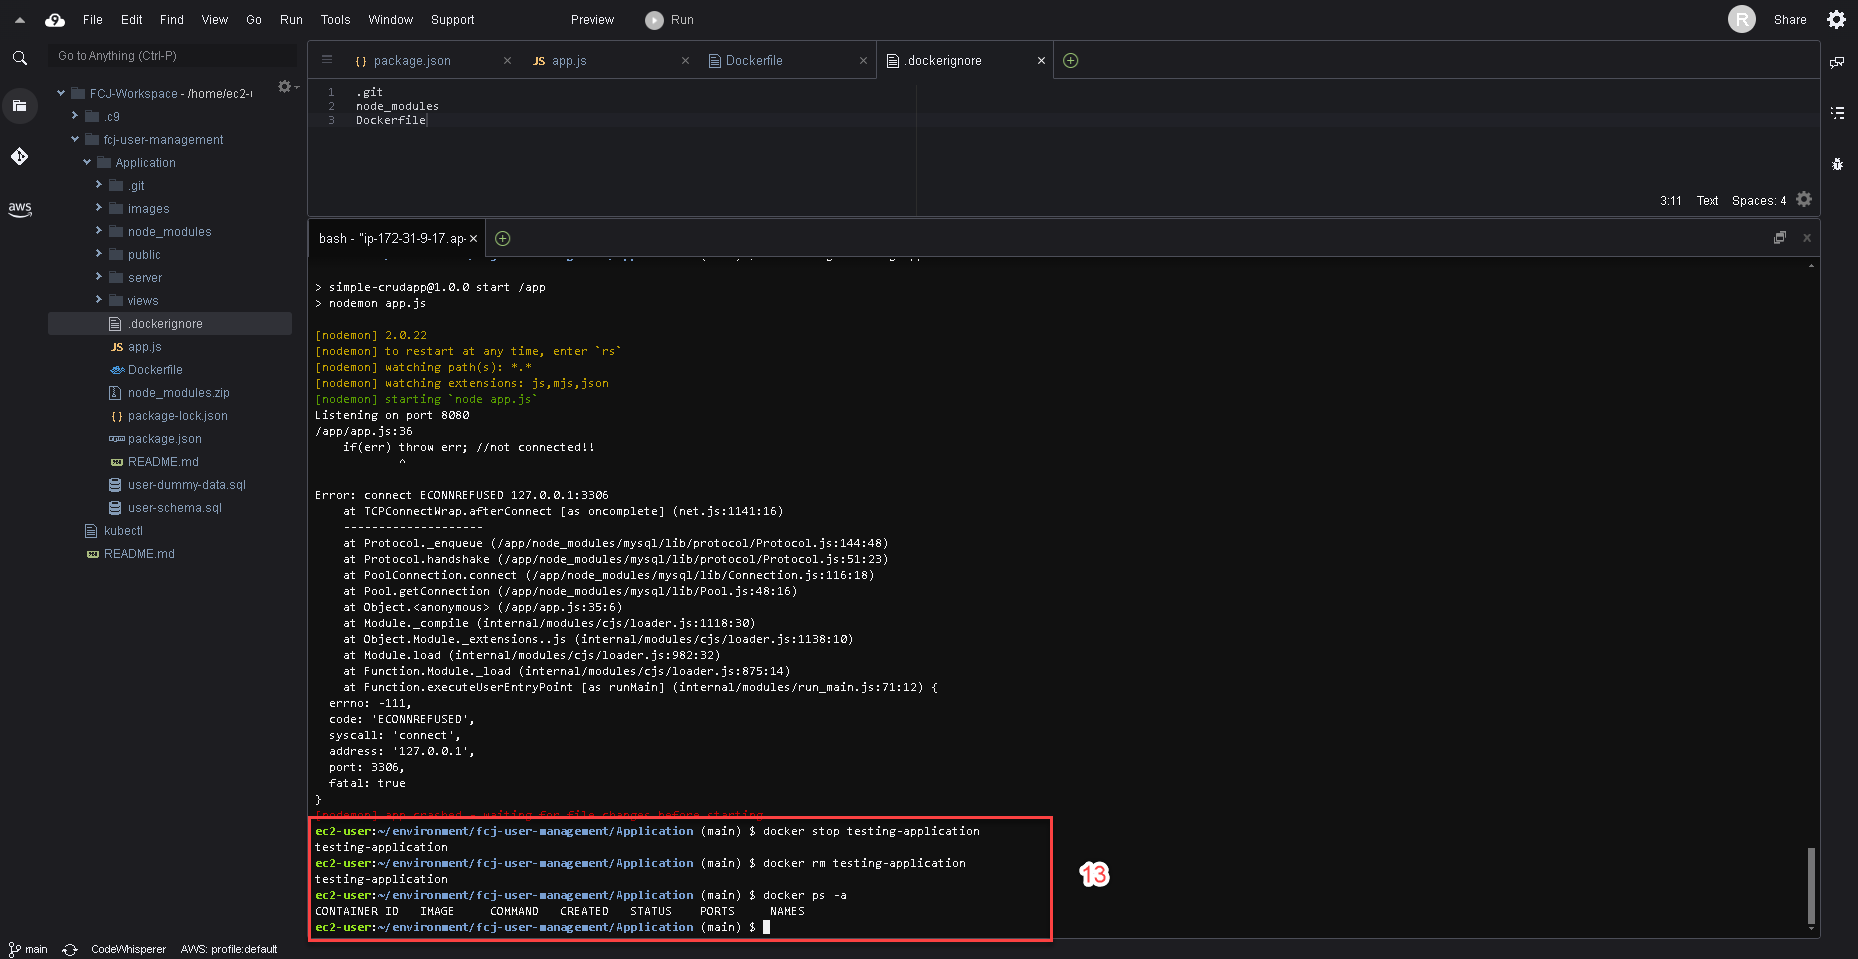 File Edit Find View Go Run Tools Window Support Preview Run R Share
Go to Anything (Ctrl-P)
FCJ-Workspace - /home/ec2-u
.c9
fcj-user-management
Application
.git
images
node_modules
public
server
views
.dockerignore
JS app.js
Dockerfile
node_modules.zip
{} package-lock.json
package.json
README.md
user-dummy-data.sql
user-schema.sql
kubectl
README.md
aws
{} package.json
JS app.js
Dockerfile
.dockerignore
1 .git
2 node_modules
3 Dockerfile
3:11 Text Spaces: 4
bash - "ip-172-31-9-17.ap-
> simple-crudapp@1.0.0 start /app
> nodemon app.js
[nodemon] 2.0.22
[nodemon] to restart at any time, enter `rs`
[nodemon] watching path(s): *.*
[nodemon] watching extensions: js,mjs,json
[nodemon] starting `node app.js`
Listening on port 8080
/app/app.js:36
if(err) throw err; //not connected!!
^
Error: connect ECONNREFUSED 127.0.0.1:3306
at TCPConnectWrap.afterConnect [as oncomplete] (net.js:1141:16)
--------------------
at Protocol._enqueue (/app/node_modules/mysql/lib/protocol/Protocol.js:144:48)
at Protocol.handshake (/app/node_modules/mysql/lib/protocol/Protocol.js:51:23)
at PoolConnection.connect (/app/node_modules/mysql/lib/Connection.js:116:18)
at Pool.getConnection (/app/node_modules/mysql/lib/Pool.js:48:16)
at Object.<anonymous> (/app/app.js:35:6)
at Module._compile (internal/modules/cjs/loader.js:1118:30)
at Object.Module._extensions..js (internal/modules/cjs/loader.js:1138:10)
at Module.load (internal/modules/cjs/loader.js:982:32)
at Function.Module._load (internal/modules/cjs/loader.js:875:14)
at Function.executeUserEntryPoint [as runMain] (internal/modules/run_main.js:71:12) {
errno: -111,
code: 'ECONNREFUSED',
syscall: 'connect',
address: '127.0.0.1',
port: 3306,
fatal: true
}
[nodemon] app crashed - waiting for file changes before starting
ec2-user:~/environment/fcj-user-management/Application (main) $ docker stop testing-application
testing-application
ec2-user:~/environment/fcj-user-management/Application (main) $ docker rm testing-application
testing-application
ec2-user:~/environment/fcj-user-management/Application (main) $ docker ps -a
CONTAINER ID IMAGE COMMAND CREATED STATUS PORTS NAMES
ec2-user:~/environment/fcj-user-management/Application (main) $
13
main CodeWhisperer AWS: profile:default